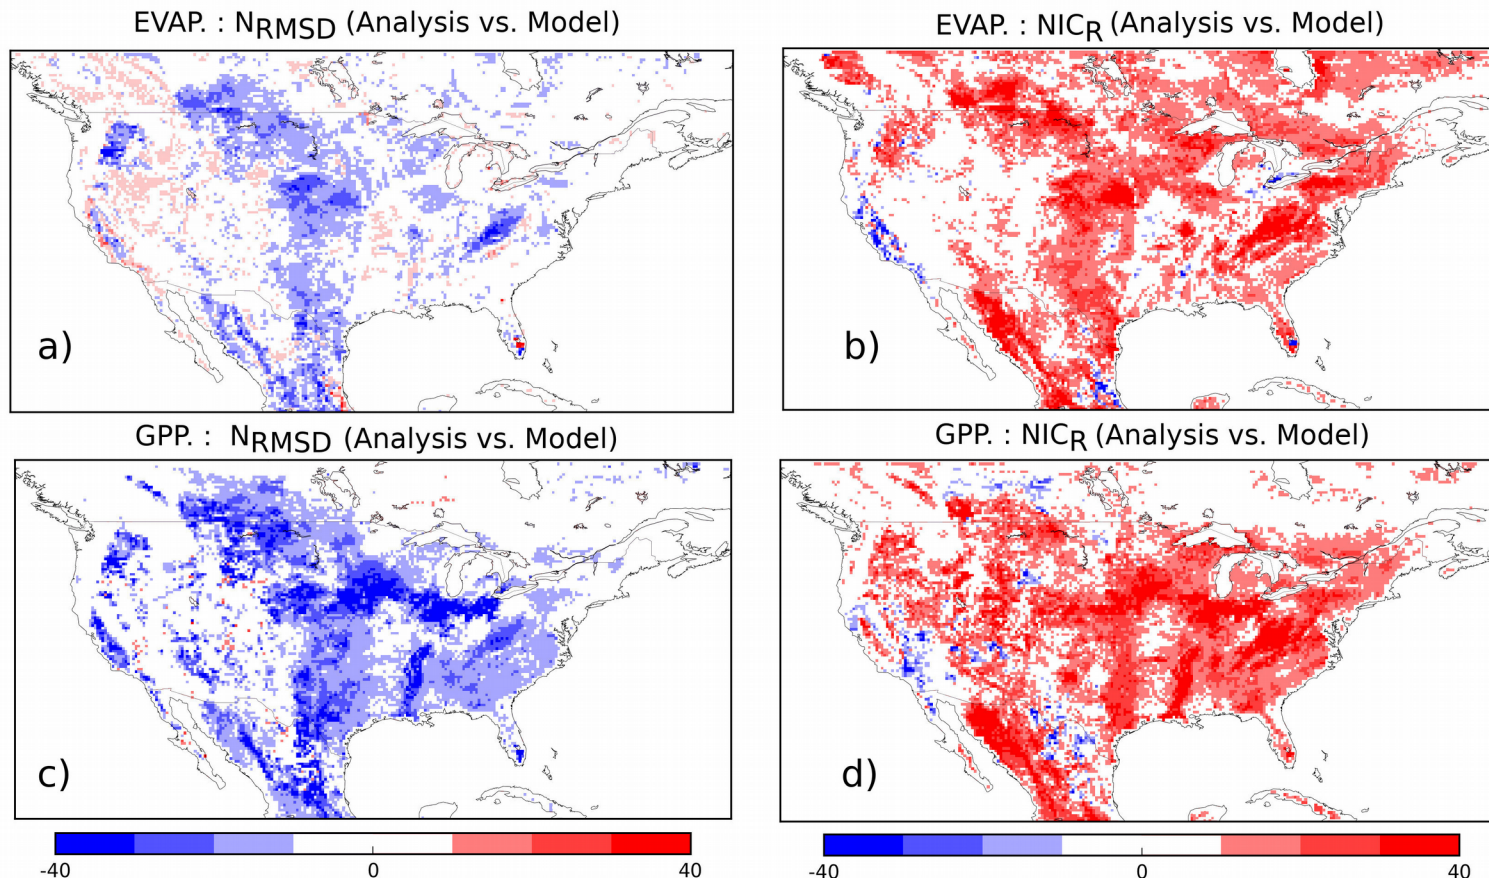 EVAP. : NRMSD (Analysis vs. Model)
EVAP. : NICR (Analysis vs. Model)
a)
b)
GPP. : NRMSD (Analysis vs. Model)
GPP. : NICR (Analysis vs. Model)
c)
d)
-40 0 40
-40 0 40